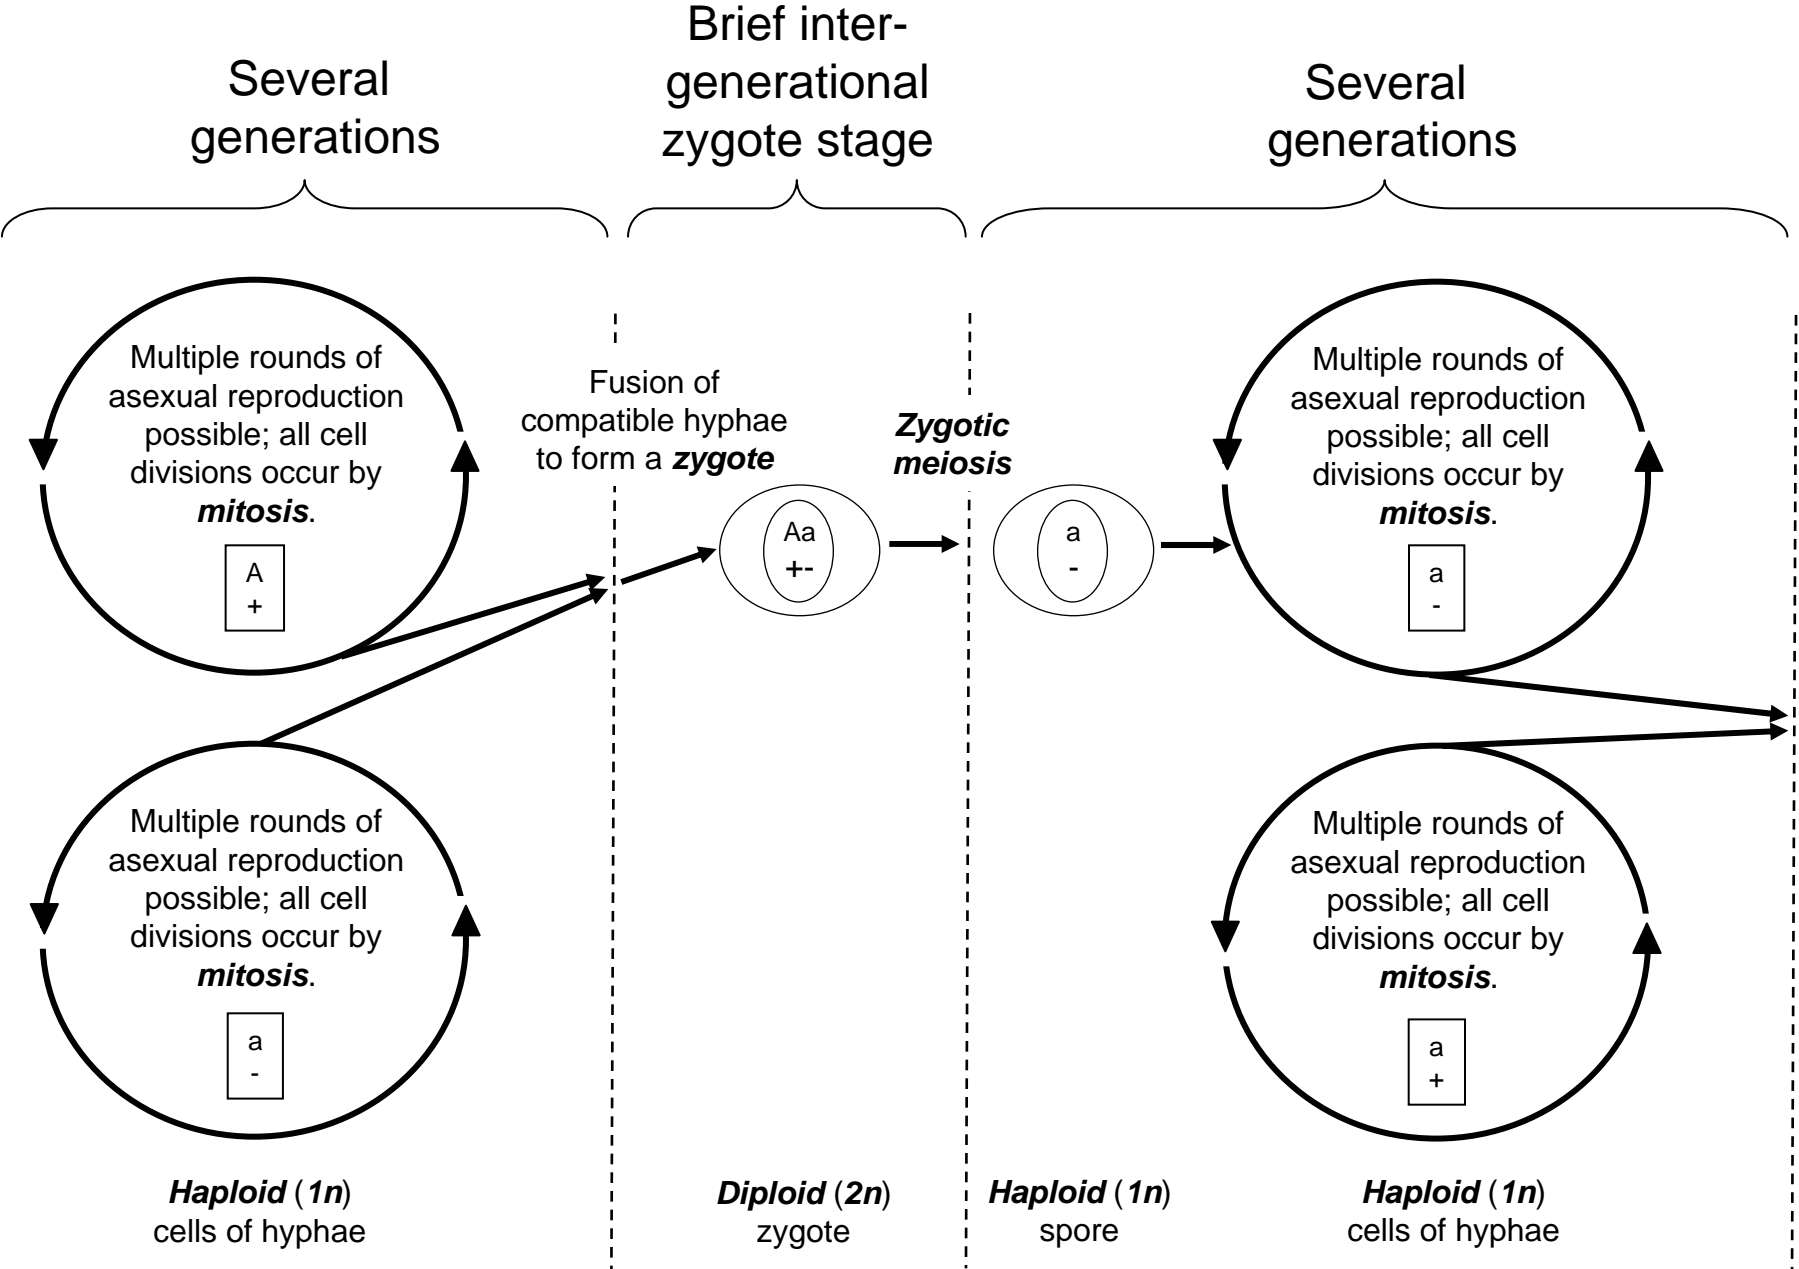 Several
generations
Brief inter-
generational
zygote stage
Several
generations
Multiple rounds of
asexual reproduction
possible; all cell
divisions occur by
mitosis.
A
+
Fusion of
compatible hyphae
to form a zygote
Aa
+-
Zygotic
meiosis
a
-
Multiple rounds of
asexual reproduction
possible; all cell
divisions occur by
mitosis.
a
-
Multiple rounds of
asexual reproduction
possible; all cell
divisions occur by
mitosis.
a
-
Multiple rounds of
asexual reproduction
possible; all cell
divisions occur by
mitosis.
a
+
Haploid (1n)
cells of hyphae
Diploid (2n)
zygote
Haploid (1n)
spore
Haploid (1n)
cells of hyphae